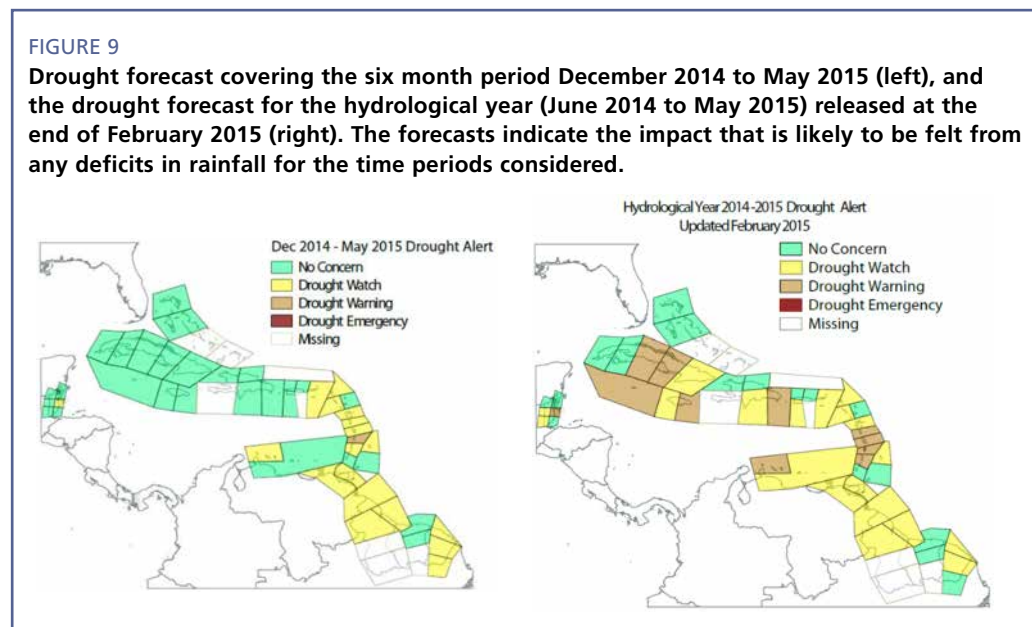 FIGURE 9
Drought forecast covering the six month period December 2014 to May 2015 (left), and
the drought forecast for the hydrological year (June 2014 to May 2015) released at the
end of February 2015 (right). The forecasts indicate the impact that is likely to be felt from
any deficits in rainfall for the time periods considered.
Dec 2014 - May 2015 Drought Alert
No Concern
Drought Watch
Drought Warning
Drought Emergency
Missing
Hydrological Year 2014 -2015 Drought Alert
Updated February 2015
No Concern
Drought Watch
Drought Warning
Drought Emergency
Missing